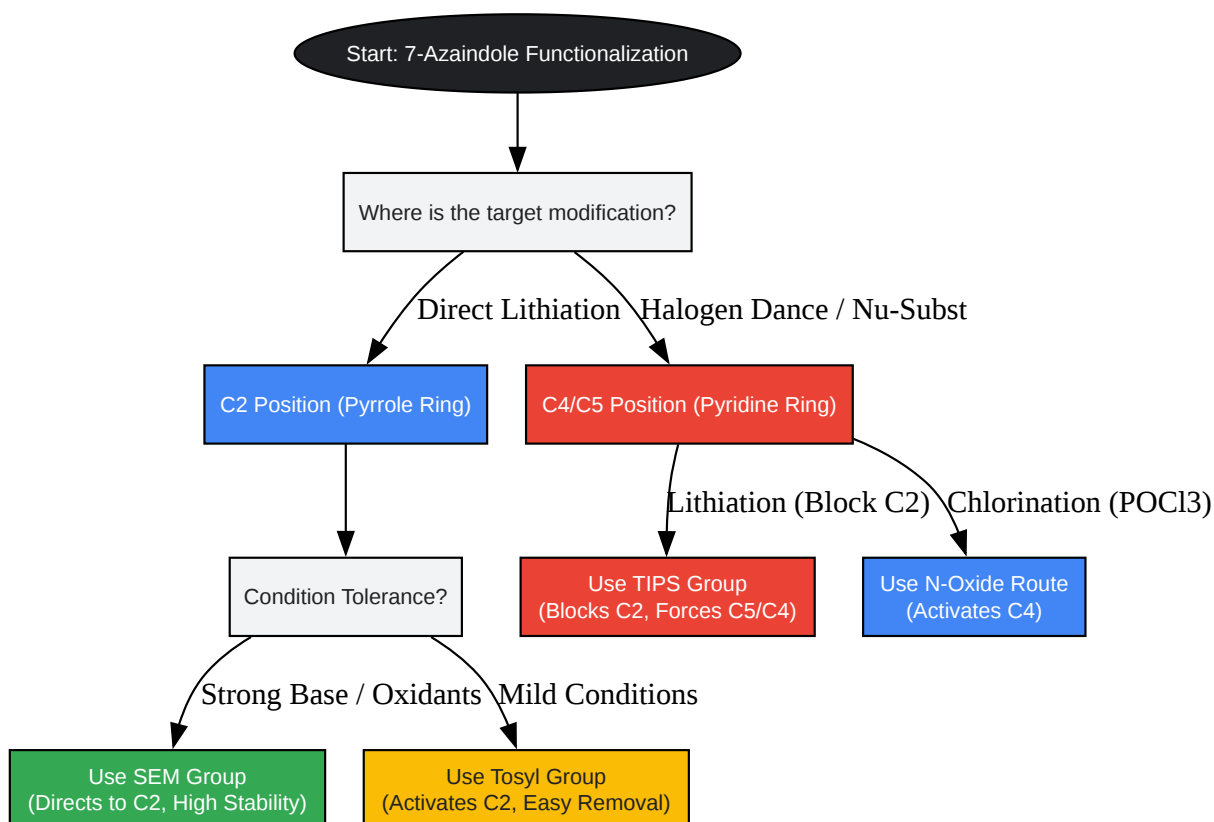 Start: 7-Azaindole Functionalization
Where is the target modification?
Direct Lithiation
Halogen Dance / Nu-Subst
C2 Position (Pyrrole Ring)
C4/C5 Position (Pyridine Ring)
Lithiation (Block C2)
Chlorination (POCl3)
Condition Tolerance?
Use TIPS Group
(Blocks C2, Forces C5/C4)
Use N-Oxide Route
(Activates C4)
Strong Base / Oxidants
Mild Conditions
Use SEM Group
(Directs to C2, High Stability)
Use Tosyl Group
(Activates C2, Easy Removal)